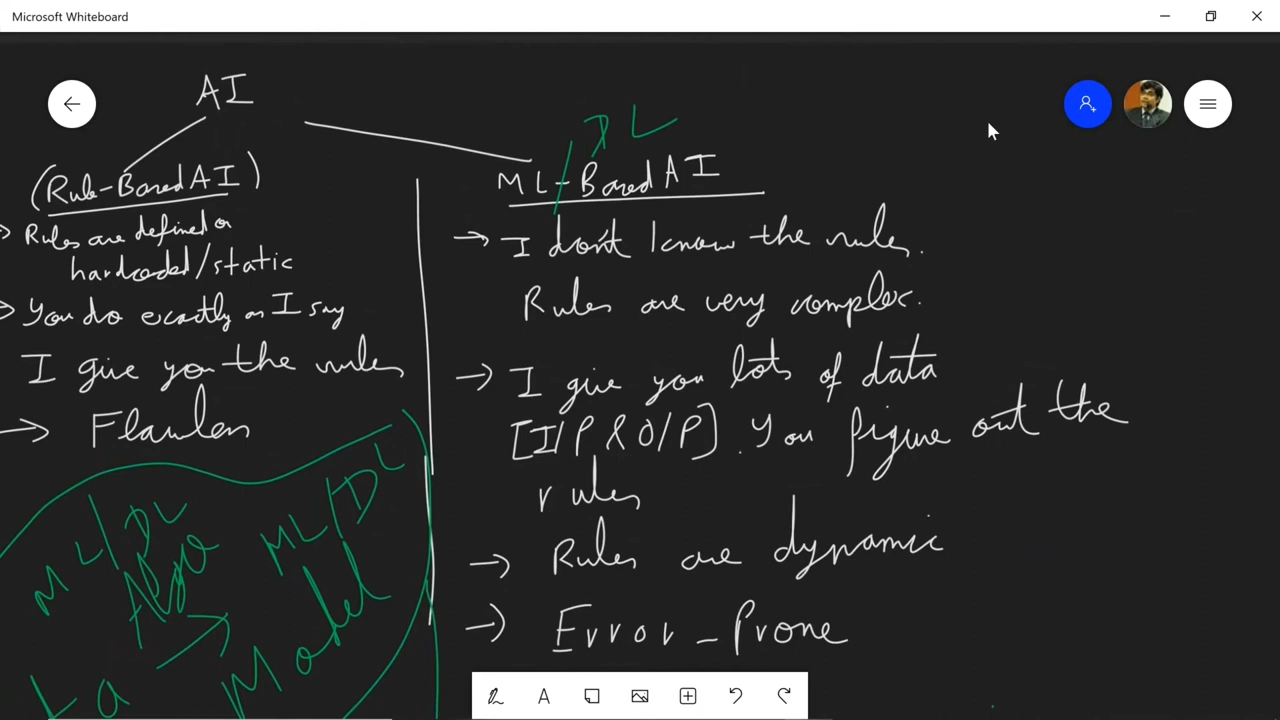 Microsoft Whiteboard
AI
(Rule-Based AI)
Rules are defined or
hardcoded/static
You do exactly as I say
I give you the rules
→ Flawless
ML/DL
Algo
→
ML/DL
Model
ta
/DL
ML-Based AI
→ I don't know the rules.
Rules are very complex.
→ I give you lots of data
[I/P & O/P]. You figure out the
rules
→ Rules are dynamic
→ Error-Prone